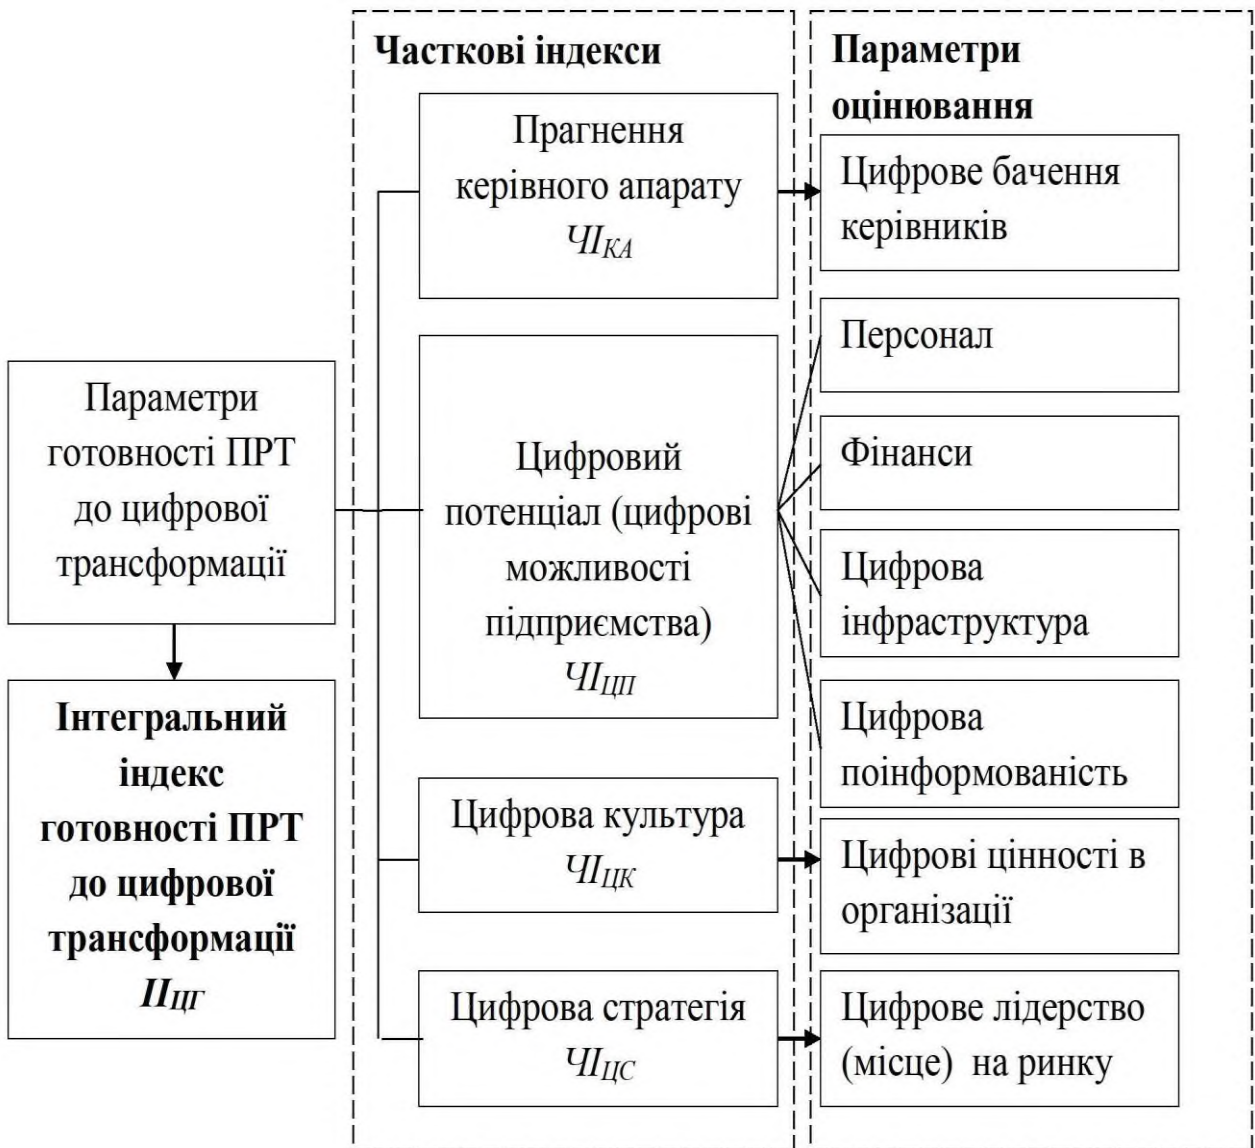 Часткові індекси
Прагнення
керівного апарату
ЧІКА
Цифровий
потенціал (цифрові
можливості
підприємства)
ЧІЦП
Цифрова культура
ЧІЦК
Цифрова стратегія
ЧІЦС
Параметри
оцінювання
Цифрове бачення
керівників
Персонал
Фінанси
Цифрова
інфраструктура
Цифрова
поінформованість
Цифрові цінності в
організації
Цифрове лідерство
(місце) на ринку
Параметри
готовності ПРТ
до цифрової
трансформації
Інтегральний
індекс
готовності ПРТ
до цифрової
трансформації
ІІЦГ